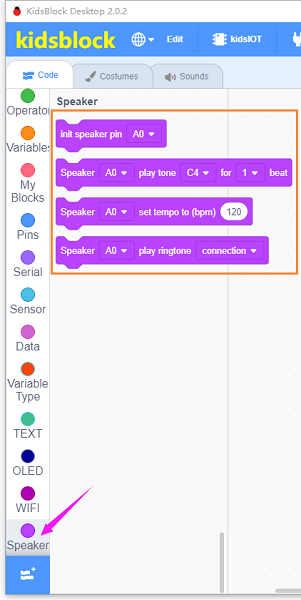 KidsBlock Desktop 2.0.2
kidsblock Edit kidsIOT
Code Costumes Sounds
Operator
Variables
My
Blocks
Pins
Serial
Sensor
Data
Variable
Type
TEXT
OLED
WIFI
Speaker
Speaker
init speaker pin A0
Speaker A0 play tone C4 for 1 beat
Speaker A0 set tempo to (bpm) 120
Speaker A0 play ringtone connection